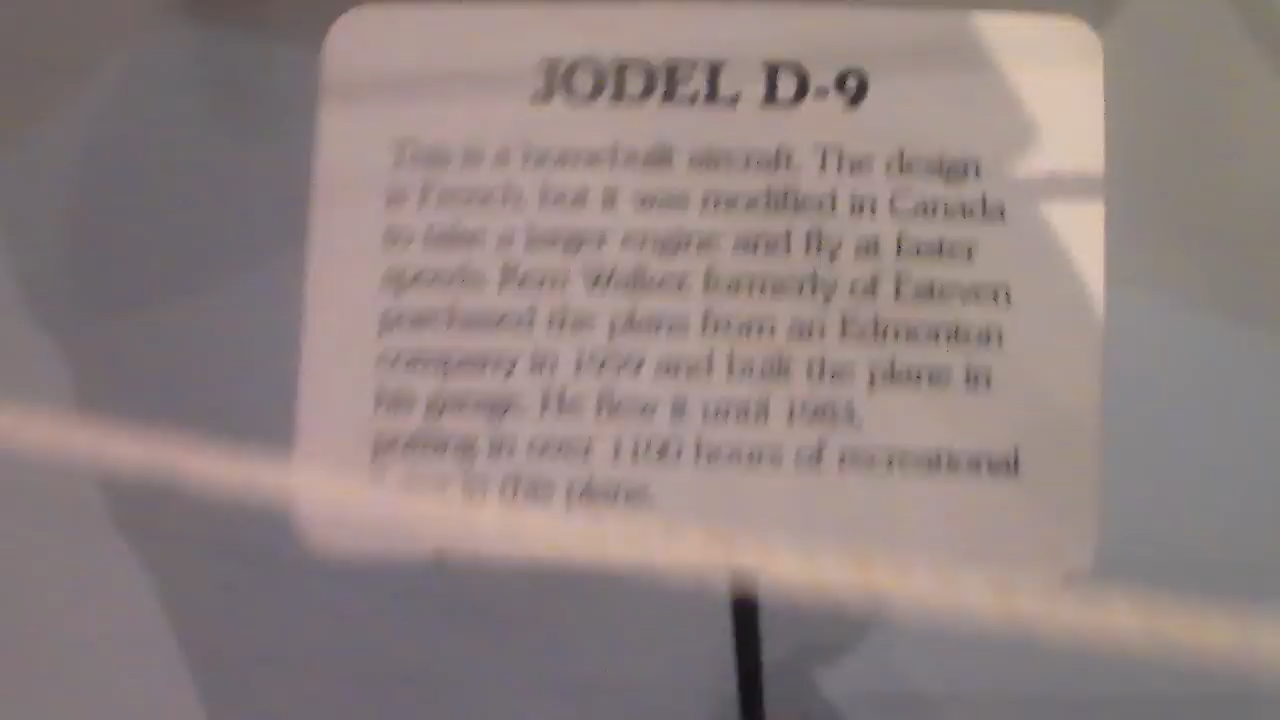 JODEL D-9
This is a homebuilt aircraft. The design
is French, but it was modified in Canada
to take a larger engine and fly at faster
speeds. Walker, formerly of Estevan
purchased the plans from an Edmonton
company in and built the plane in
his garage. He flew it until
putting in over hours of recreational
in this plane.